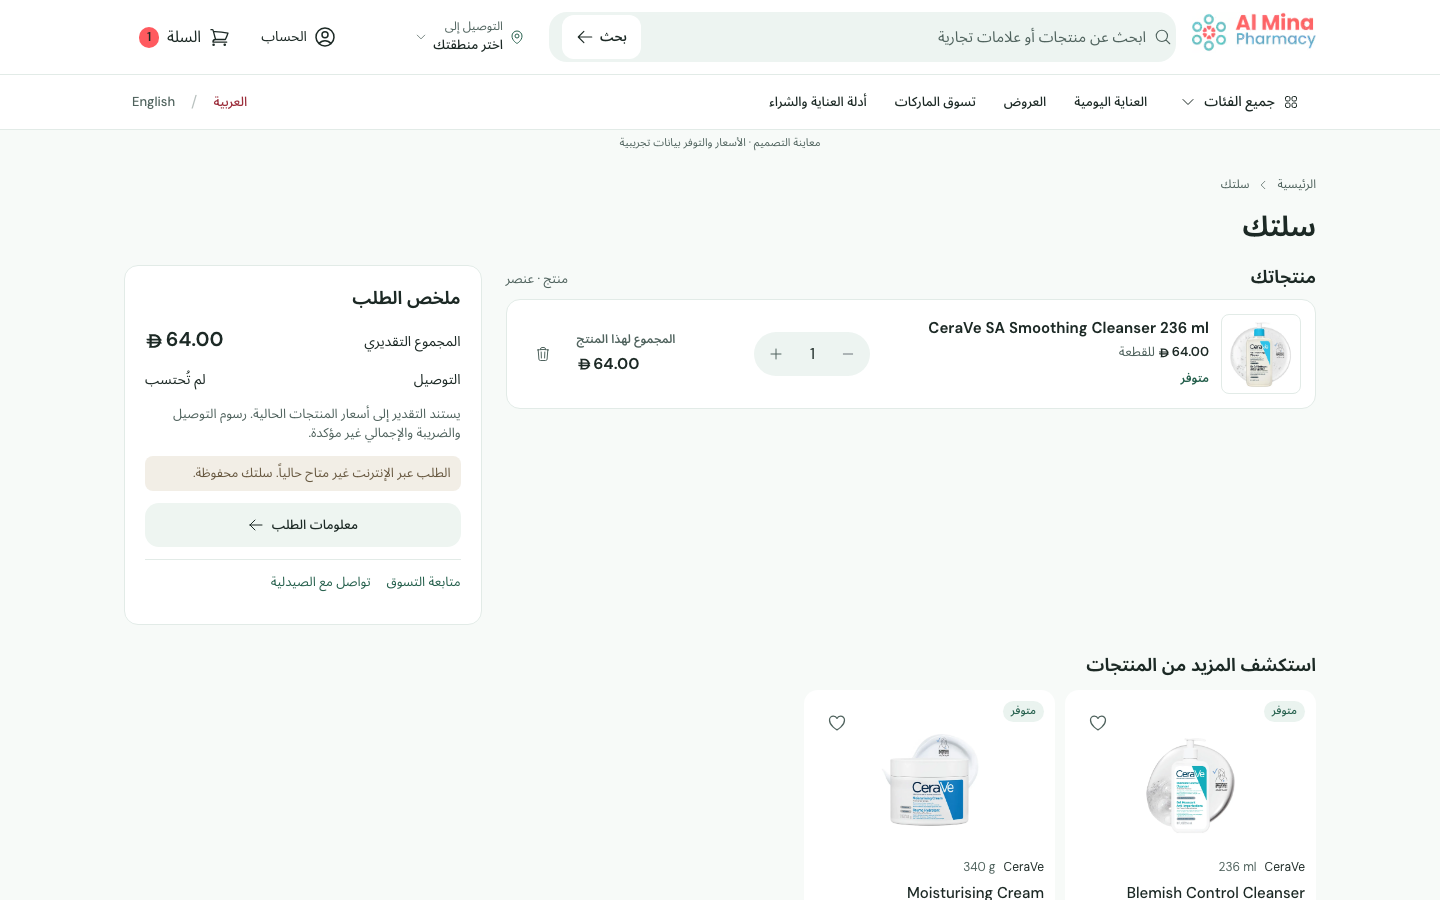 Al Mina
Pharmacy
ابحث عن منتجات أو علامات تجارية
بحث
التوصيل إلى
اختر منطقتك
الحساب
السلة
1
جميع الفئات
العناية اليومية
العروض
تسوق الماركات
أدلة العناية والشراء
العربية / English
معاينة التصميم · الأسعار والتوفر بيانات تجريبية
الرئيسية
سلتك
سلتك
منتجاتك
منتج · عنصر
CeraVe SA Smoothing Cleanser 236 ml
64.00 للقطعة
متوفر
1
المجموع لهذا المنتج
64.00
ملخص الطلب
المجموع التقديري
64.00
التوصيل
لم تُحتسب
يستند التقدير إلى أسعار المنتجات الحالية. رسوم التوصيل
والضريبة والإجمالي غير مؤكدة.
الطلب عبر الإنترنت غير متاح حالياً. سلتك محفوظة.
معلومات الطلب
متابعة التسوق
تواصل مع الصيدلية
استكشف المزيد من المنتجات
متوفر
CeraVe
CeraVe 236 ml
Blemish Control Cleanser
متوفر
CeraVe
CeraVe 340 g
Moisturising Cream